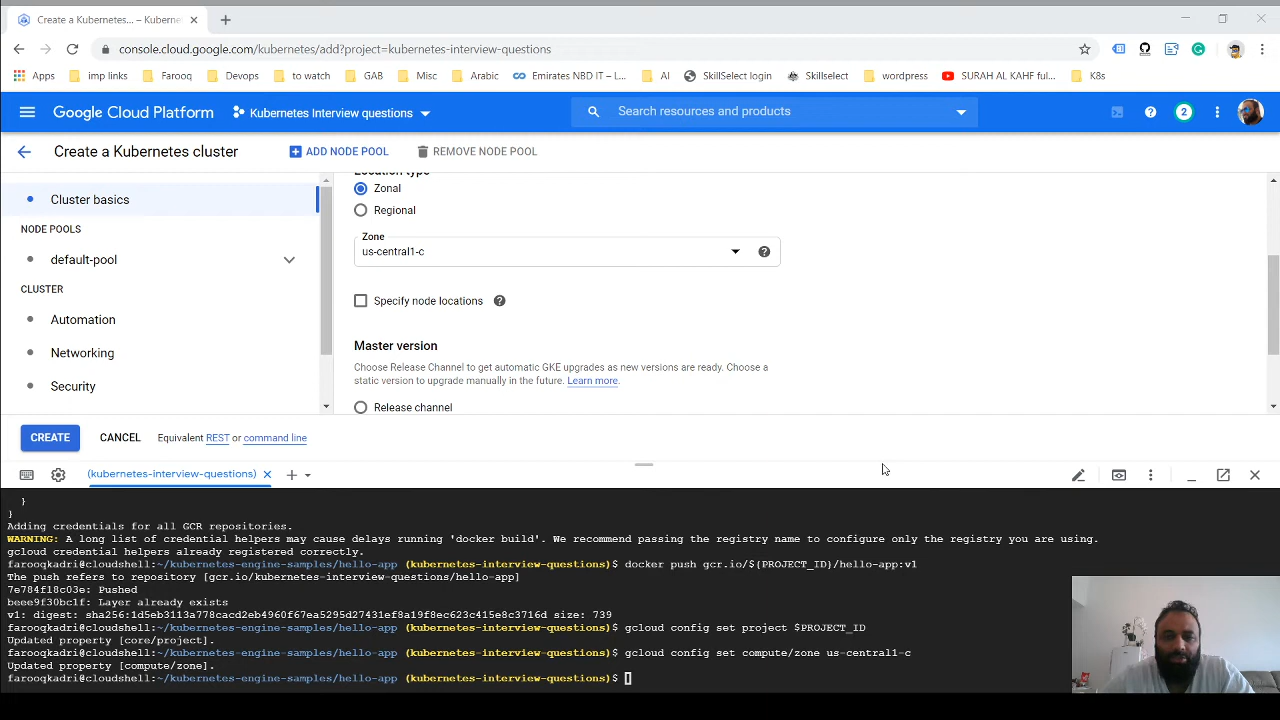 Create a Kubernetes... – Kuberne
console.cloud.google.com/kubernetes/add?project=kubernetes-interview-questions
Apps
imp links
Farooq
Devops
to watch
GAB
Misc
Arabic
Emirates NBD IT – L...
AI
SkillSelect login
Skillselect
wordpress
SURAH AL KAHF ful...
K8s
Google Cloud Platform
Kubernetes Interview questions
Search resources and products
2
Create a Kubernetes cluster
ADD NODE POOL
REMOVE NODE POOL
Cluster basics
NODE POOLS
default-pool
CLUSTER
Automation
Networking
Security
Location type
Zonal
Regional
Zone
us-central1-c
Specify node locations
Master version
Choose Release Channel to get automatic GKE upgrades as new versions are ready. Choose a
static version to upgrade manually in the future. Learn more.
Release channel
CREATE
CANCEL
Equivalent REST or command line
(kubernetes-interview-questions)
}
}
Adding credentials for all GCR repositories.
WARNING: A long list of credential helpers may cause delays running 'docker build'. We recommend passing the registry name to configure only the registry you are using.
gcloud credential helpers already registered correctly.
farooqkadri@cloudshell:~/kubernetes-engine-samples/hello-app (kubernetes-interview-questions)$ docker push gcr.io/${PROJECT_ID}/hello-app:v1
The push refers to repository [gcr.io/kubernetes-interview-questions/hello-app]
7e784f18c03e: Pushed
beee9f30bc1f: Layer already exists
v1: digest: sha256:1d5eb3113a778cacd2eb4960f67ea5295d27431ef8a19f8ec623c415e8c3716d size: 739
farooqkadri@cloudshell:~/kubernetes-engine-samples/hello-app (kubernetes-interview-questions)$ gcloud config set project $PROJECT_ID
Updated property [core/project].
farooqkadri@cloudshell:~/kubernetes-engine-samples/hello-app (kubernetes-interview-questions)$ gcloud config set compute/zone us-central1-c
Updated property [compute/zone].
farooqkadri@cloudshell:~/kubernetes-engine-samples/hello-app (kubernetes-interview-questions)$